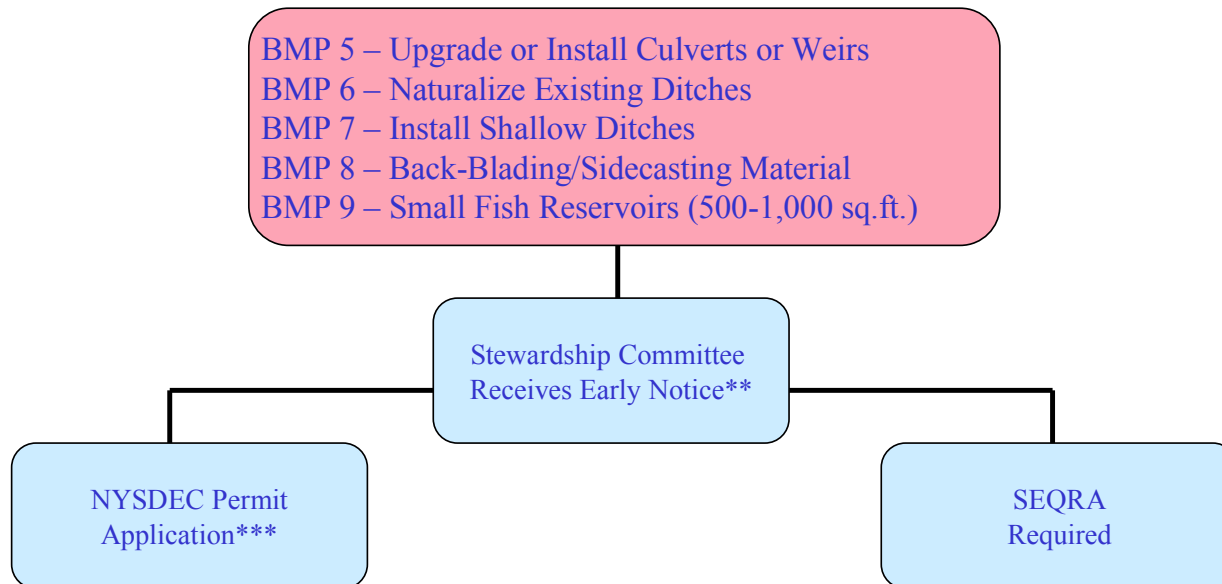 BMP 5 – Upgrade or Install Culverts or Weirs
BMP 6 – Naturalize Existing Ditches
BMP 7 – Install Shallow Ditches
BMP 8 – Back-Blading/Sidecasting Material
BMP 9 – Small Fish Reservoirs (500-1,000 sq.ft.)
Stewardship Committee
Receives Early Notice**
NYSDEC Permit
Application***
SEQRA
Required